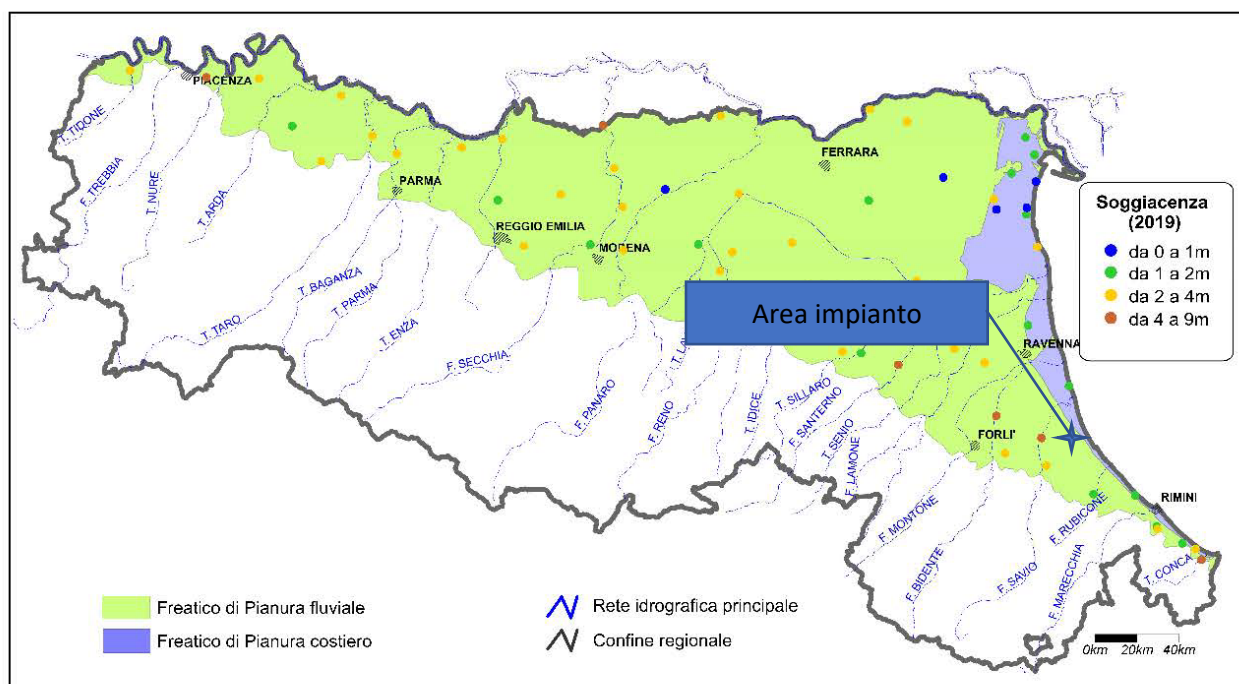 PIACENZA
T. TIDONE
F. TREBBIA
T. NURE
T. ARDA
PARMA
REGGIO EMILIA
MODENA
FERRARA
T. TARO
T. BAGANZA
T. PARMA
T. ENZA
F. SECCHIA
F. PANARO
F. RENO
T. LA
T. IDICE
T. SILLARO
F. SANTERNO
T. SENIO
F. LAMONE
Area impianto
RAVENNA
FORLI'
F. MONTONE
F. BIDENTE
F. SAVIO
F. RUBICONE
F. MARECCHIA
RIMINI
T. CONCA
Soggiacenza
(2019)
da 0 a 1m
da 1 a 2m
da 2 a 4m
da 4 a 9m
Freatico di Pianura fluviale
Freatico di Pianura costiero
Rete idrografica principale
Confine regionale
0km 20km 40km